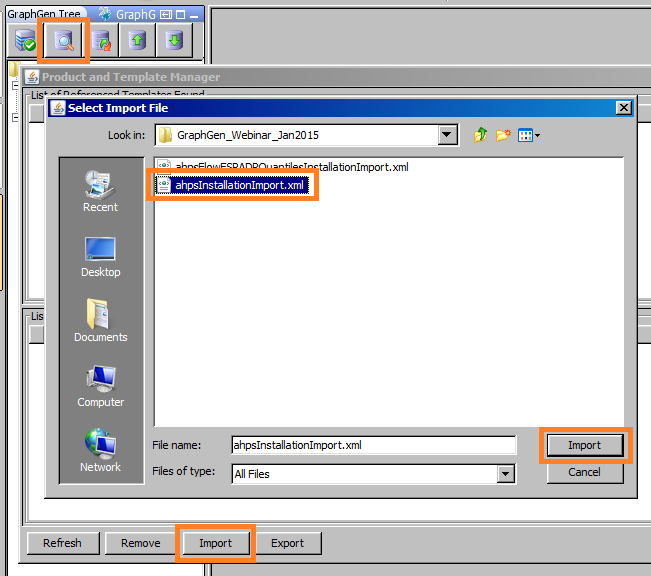 GraphGen Tree
GraphG
Product and Template Manager
List of Referenced Templates Found
Select Import File
Look in:
GraphGen_Webinar_Jan2015
ahpsFlowESPADPQuantilesInstallationImport.xml
ahpsInstallationImport.xml
Recent
Desktop
Lis
Documents
Computer
Network
File name:
ahpsInstallationImport.xml
Import
Files of type:
All Files
Cancel
Refresh
Remove
Import
Export